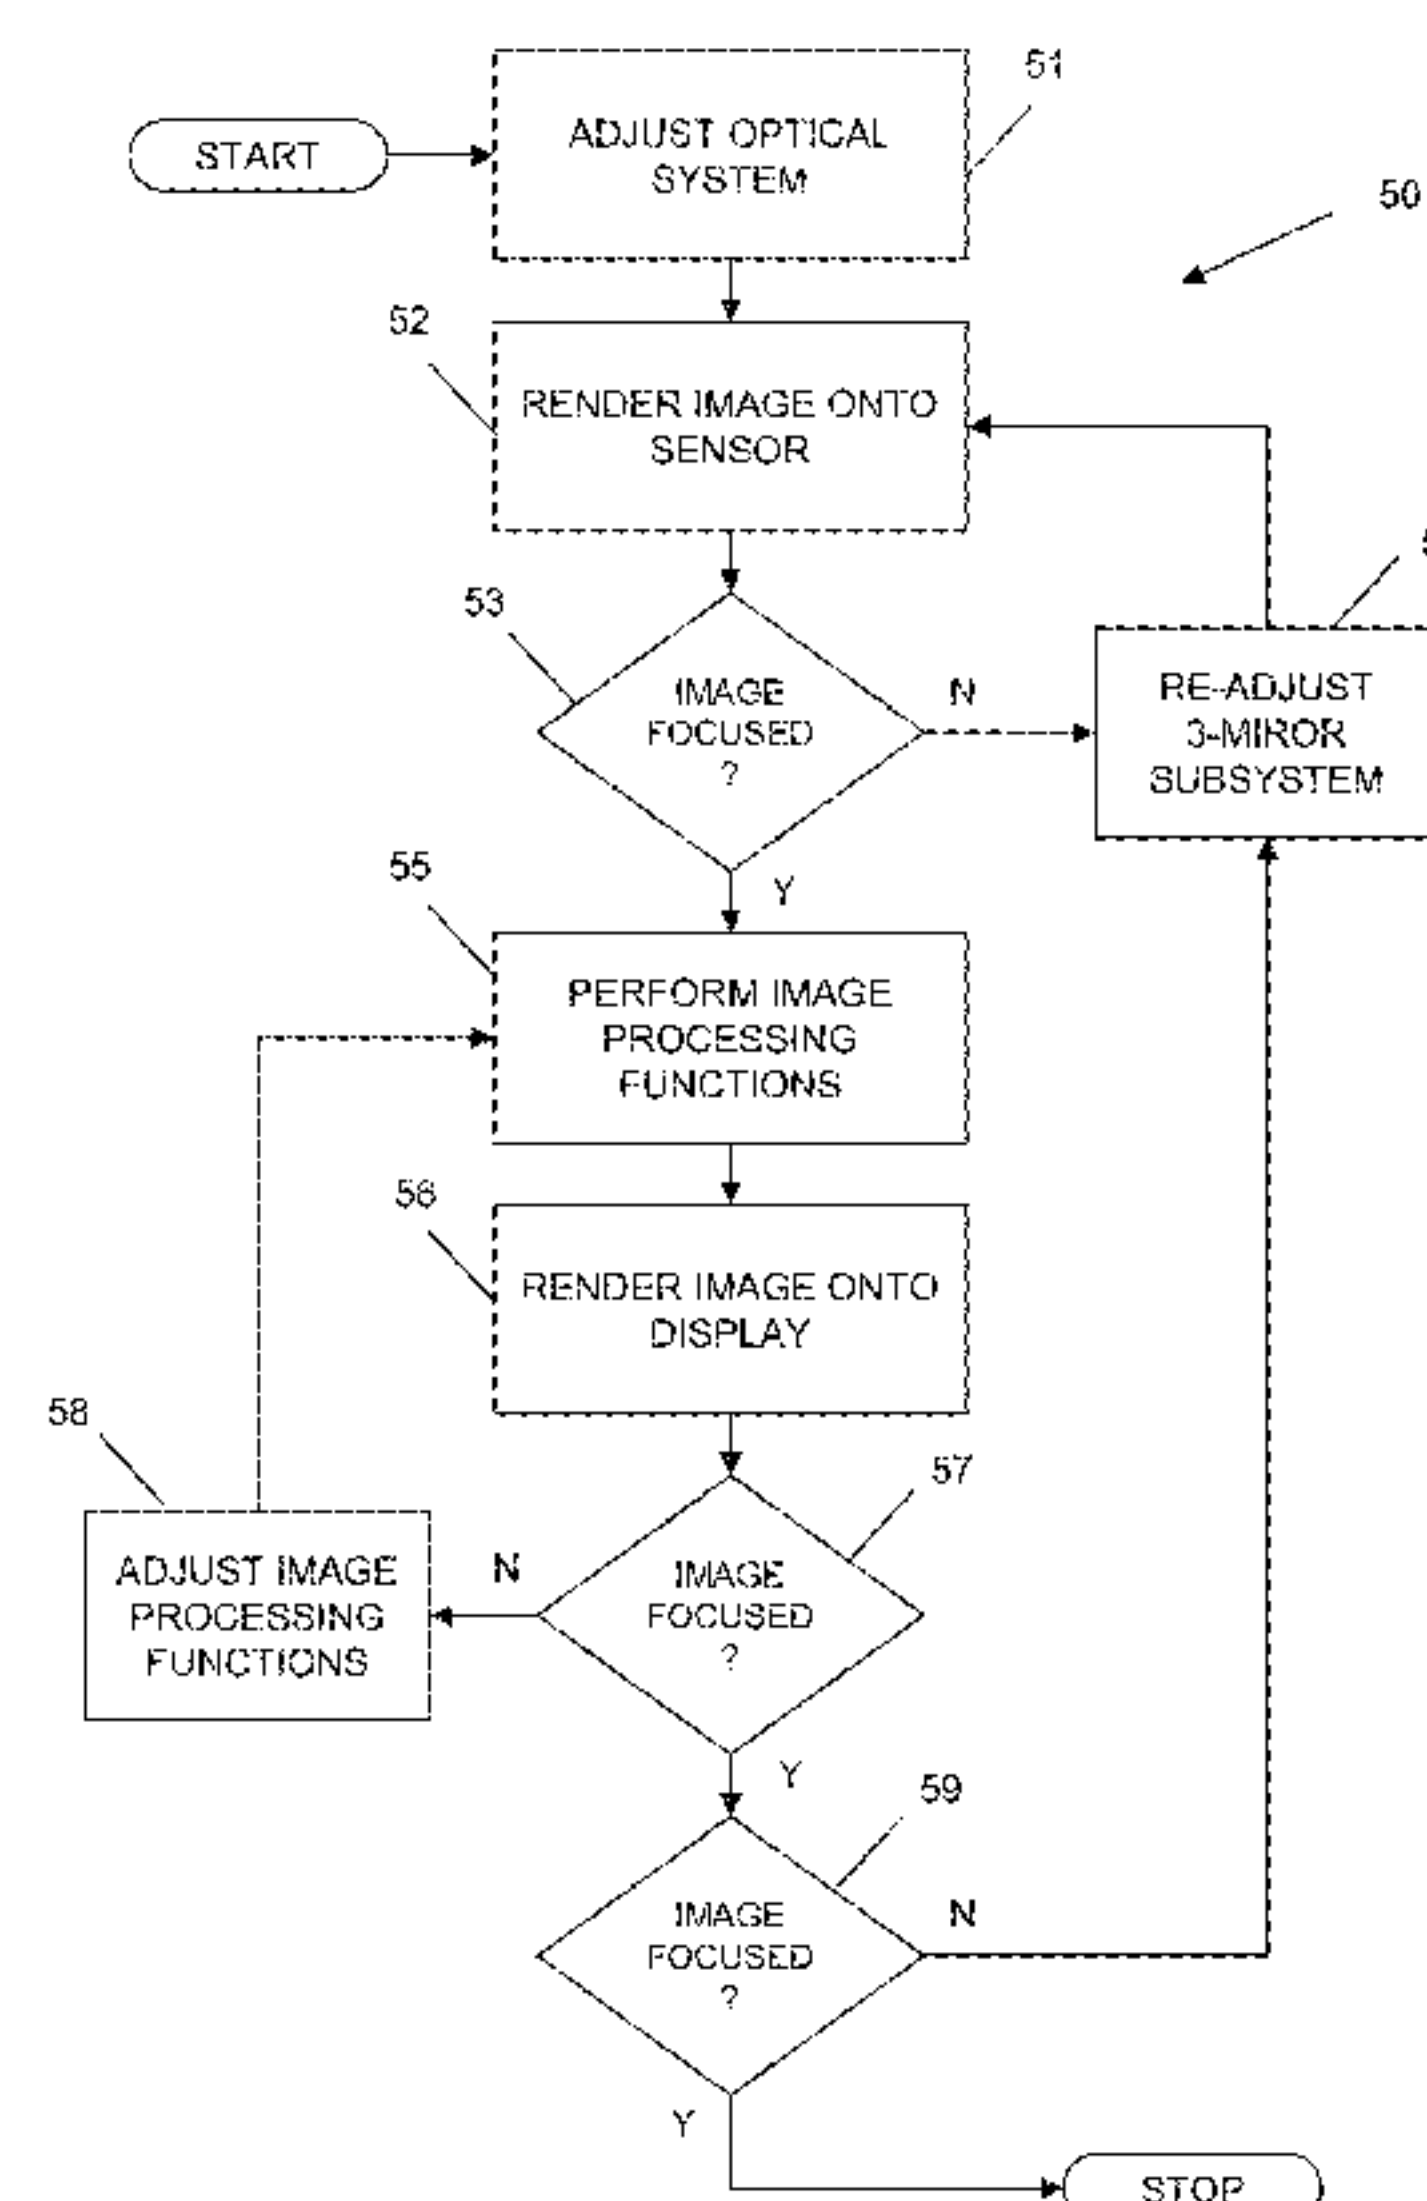 51
START
ADJUST OPTICAL
SYSTEM
50
52
RENDER IMAGE ONTO
SENSOR
53
IMAGE
FOCUSED
?
N
RE-ADJUST
3-MIROR
SUBSYSTEM
Y
55
PERFORM IMAGE
PROCESSING
FUNCTIONS
56
RENDER IMAGE ONTO
DISPLAY
58
57
ADJUST IMAGE
PROCESSING
FUNCTIONS
N
IMAGE
FOCUSED
?
Y
59
IMAGE
FOCUSED
?
N
Y
STOP